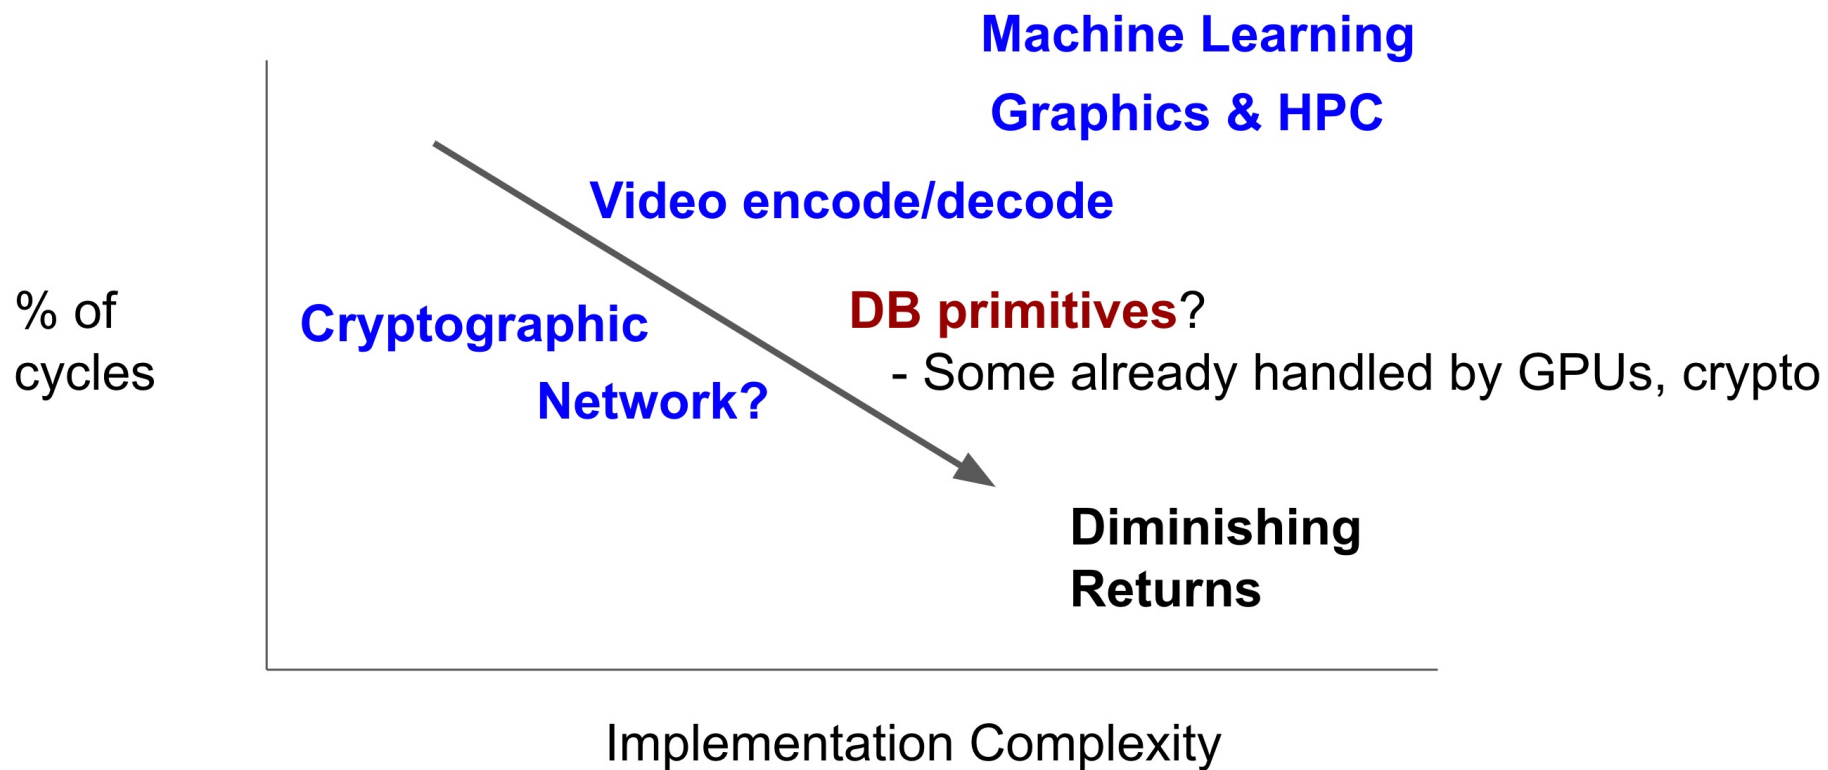 Machine Learning
Graphics & HPC
Video encode/decode
% of
cycles
Cryptographic
Network?
DB primitives?
- Some already handled by GPUs, crypto
Diminishing
Returns
Implementation Complexity